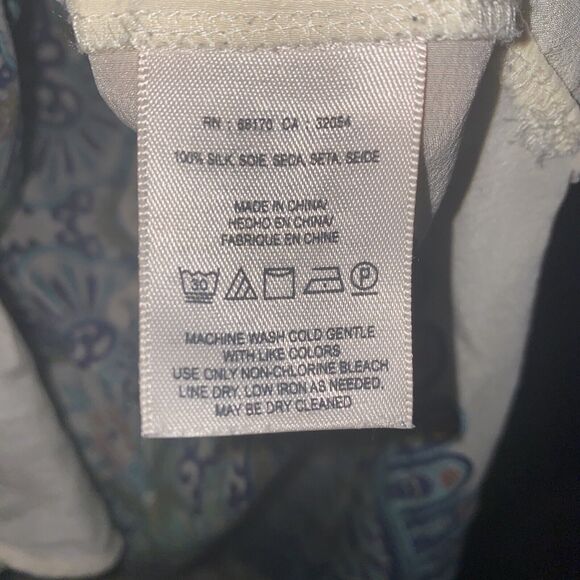 RN : 66170 CA : 32054
100% SILK, SOIE, SEDA, SETA, SEIDE
MADE IN CHINA/
HECHO EN CHINA/
FABRIQUE EN CHINE
30 P
MACHINE WASH COLD GENTLE
WITH LIKE COLORS
USE ONLY NON-CHLORINE BLEACH
LINE DRY, LOW IRON AS NEEDED,
MAY BE DRY CLEANED